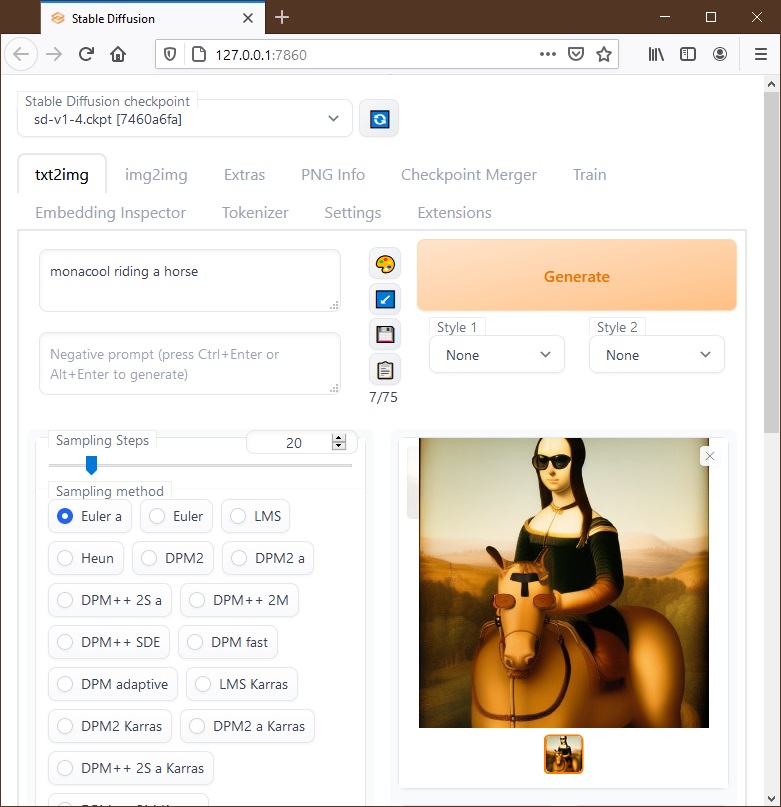 Stable Diffusion
127.0.0.1:7860
Stable Diffusion checkpoint
sd-v1-4.ckpt [7460a6fa]
txt2img img2img Extras PNG Info Checkpoint Merger Train
Embedding Inspector Tokenizer Settings Extensions
monacool riding a horse
Generate
Style 1 Style 2
None None
Negative prompt (press Ctrl+Enter or
Alt+Enter to generate)
7/75
Sampling Steps 20
Sampling method
Euler a Euler LMS
Heun DPM2 DPM2 a
DPM++ 2S a DPM++ 2M
DPM++ SDE DPM fast
DPM adaptive LMS Karras
DPM2 Karras DPM2 a Karras
DPM++ 2S a Karras